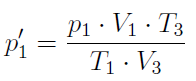 p′₁ = (p₁ · V₁ · T₃) / (T₁ · V₃)